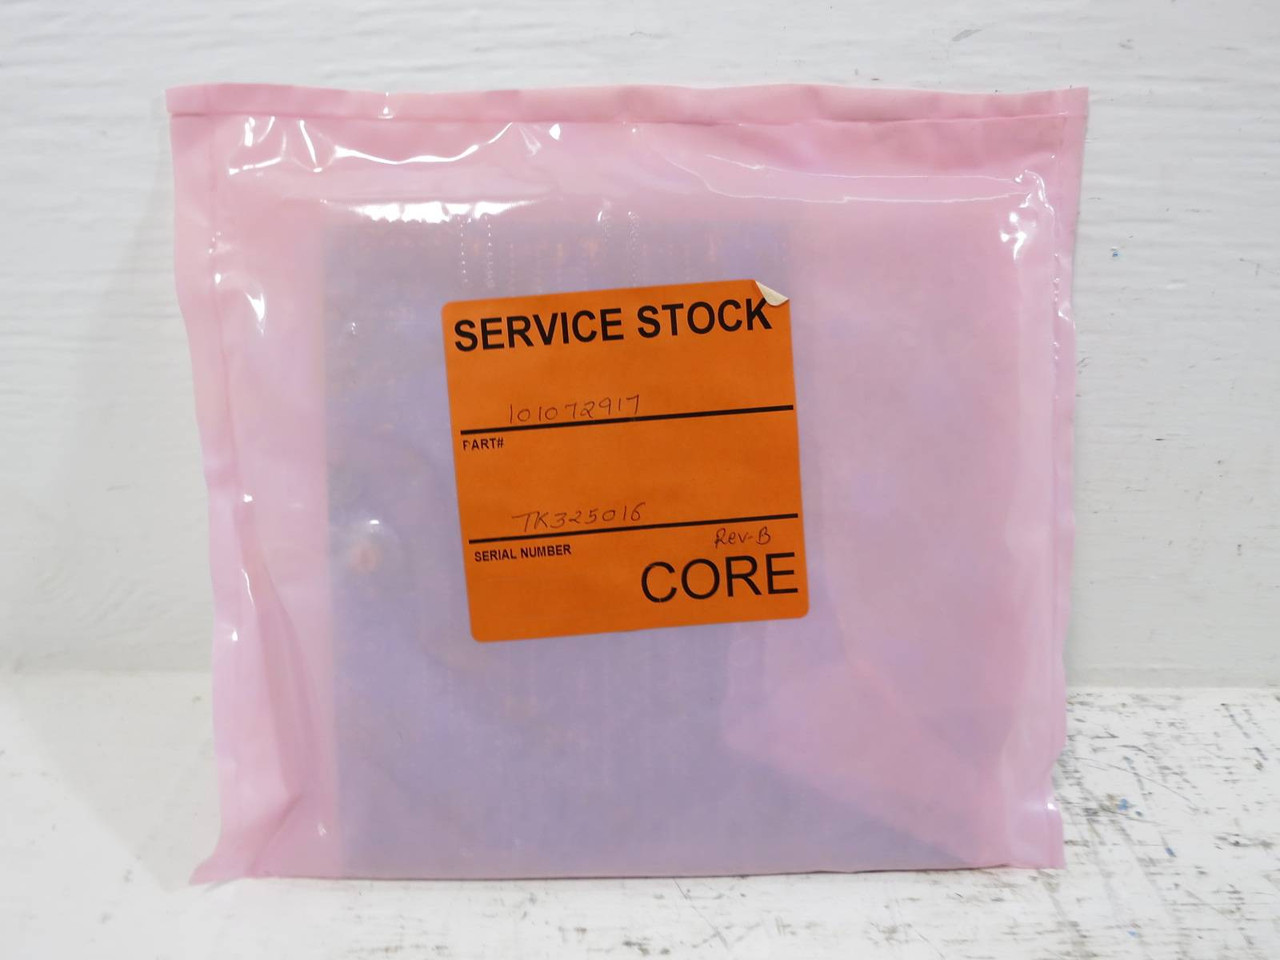 SERVICE STOCK
101072917
PART#
TK325016
SERIAL NUMBER
Rev-B
CORE